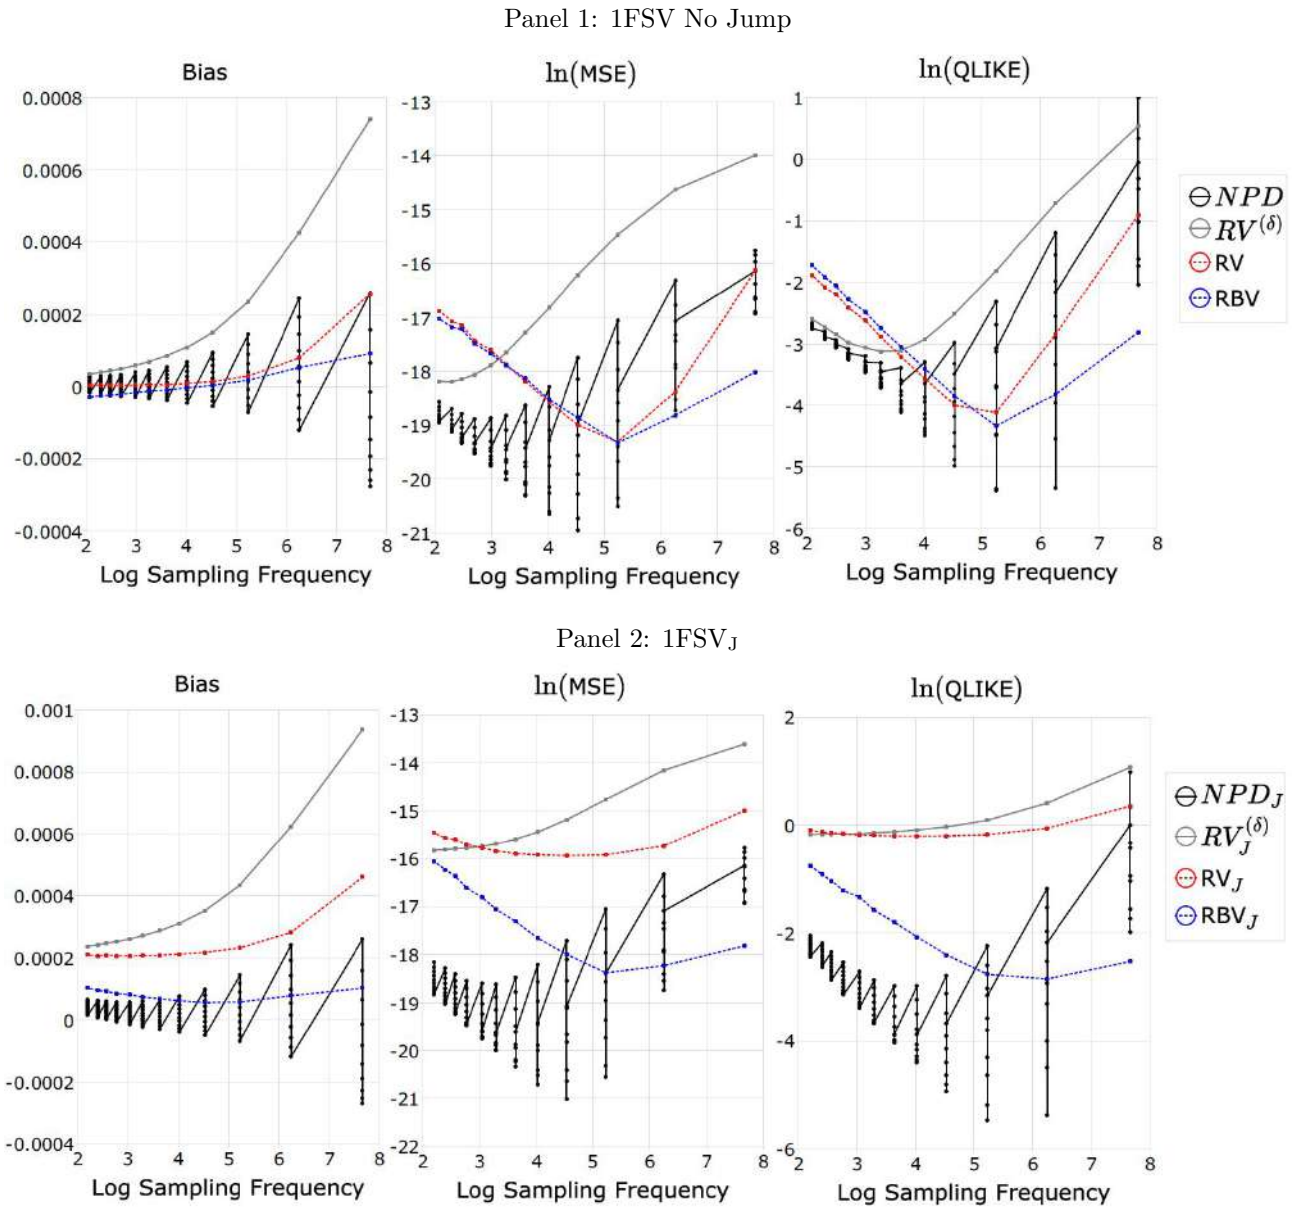 Panel 1: 1FSV No Jump
Bias
0.0008
0.0006
0.0004
0.0002
0
-0.0002
-0.0004
2 3 4 5 6 7 8
Log Sampling Frequency
ln(MSE)
-13
-14
-15
-16
-17
-18
-19
-20
-21
2 3 4 5 6 7 8
Log Sampling Frequency
ln(QLIKE)
1
0
-1
-2
-3
-4
-5
-6
2 3 4 5 6 7 8
Log Sampling Frequency
NPD
RV^(δ)
RV
RBV
Panel 2: 1FSV_J
Bias
0.001
0.0008
0.0006
0.0004
0.0002
0
-0.0002
-0.0004
2 3 4 5 6 7 8
Log Sampling Frequency
ln(MSE)
-13
-14
-15
-16
-17
-18
-19
-20
-21
-22
2 3 4 5 6 7 8
Log Sampling Frequency
ln(QLIKE)
2
0
-2
-4
-6
2 3 4 5 6 7 8
Log Sampling Frequency
NPD_J
RV_J^(δ)
RV_J
RBV_J